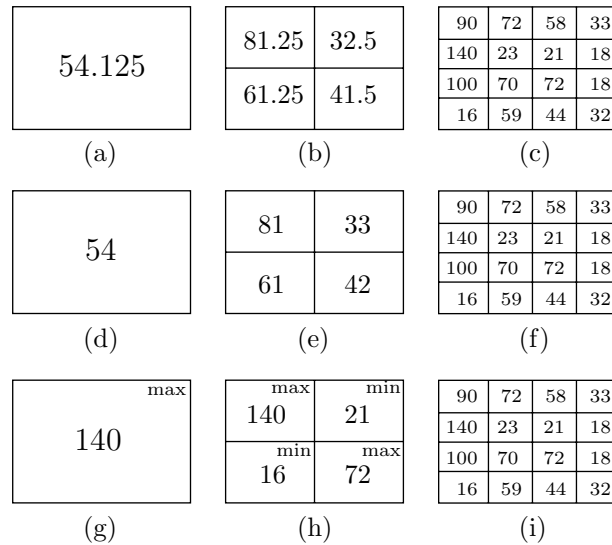 54.125
81.25 32.5
61.25 41.5
90 72 58 33
140 23 21 18
100 70 72 18
16 59 44 32
(a) (b) (c)
54
81 33
61 42
90 72 58 33
140 23 21 18
100 70 72 18
16 59 44 32
(d) (e) (f)
max
140
max min
140 21
min max
16 72
90 72 58 33
140 23 21 18
100 70 72 18
16 59 44 32
(g) (h) (i)